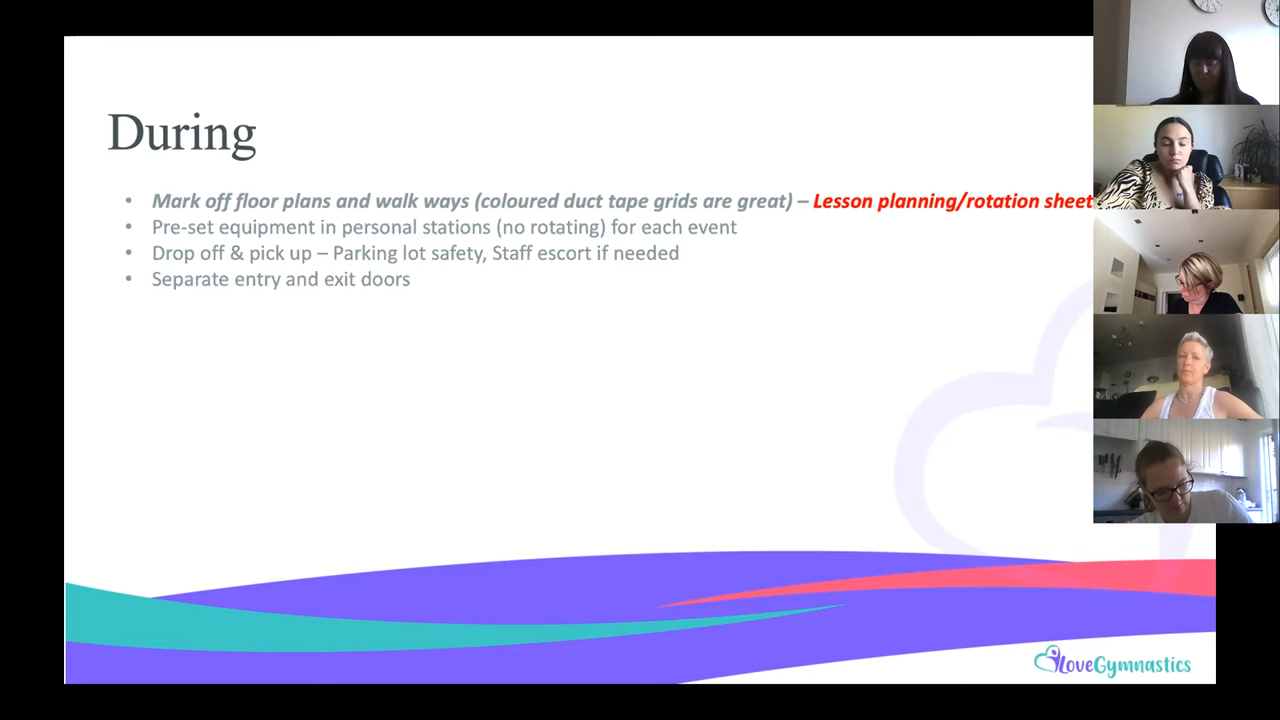 During
• Mark off floor plans and walk ways (coloured duct tape grids are great) – Lesson planning/rotation sheet
• Pre-set equipment in personal stations (no rotating) for each event
• Drop off & pick up – Parking lot safety, Staff escort if needed
• Separate entry and exit doors
iLoveGymnastics